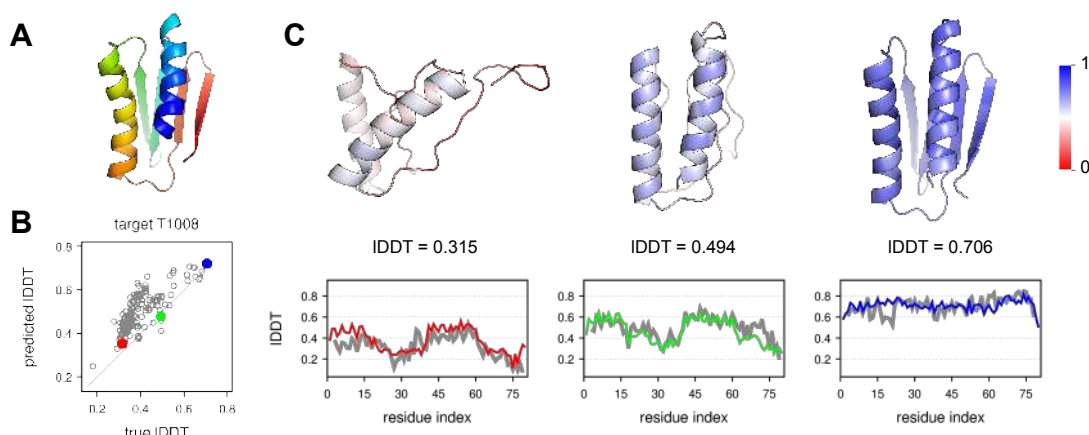 A
C
1
0
B
target T1008
predicted lDDT
0.8
0.6
0.4
0.2
0.2 0.4 0.6 0.8
true lDDT
lDDT = 0.315
lDDT = 0.494
lDDT = 0.706
lDDT
0.8
0.6
0.4
0.2
0 15 30 45 60 75
residue index
0.8
0.6
0.4
0.2
0 15 30 45 60 75
residue index
0.8
0.6
0.4
0.2
0 15 30 45 60 75
residue index